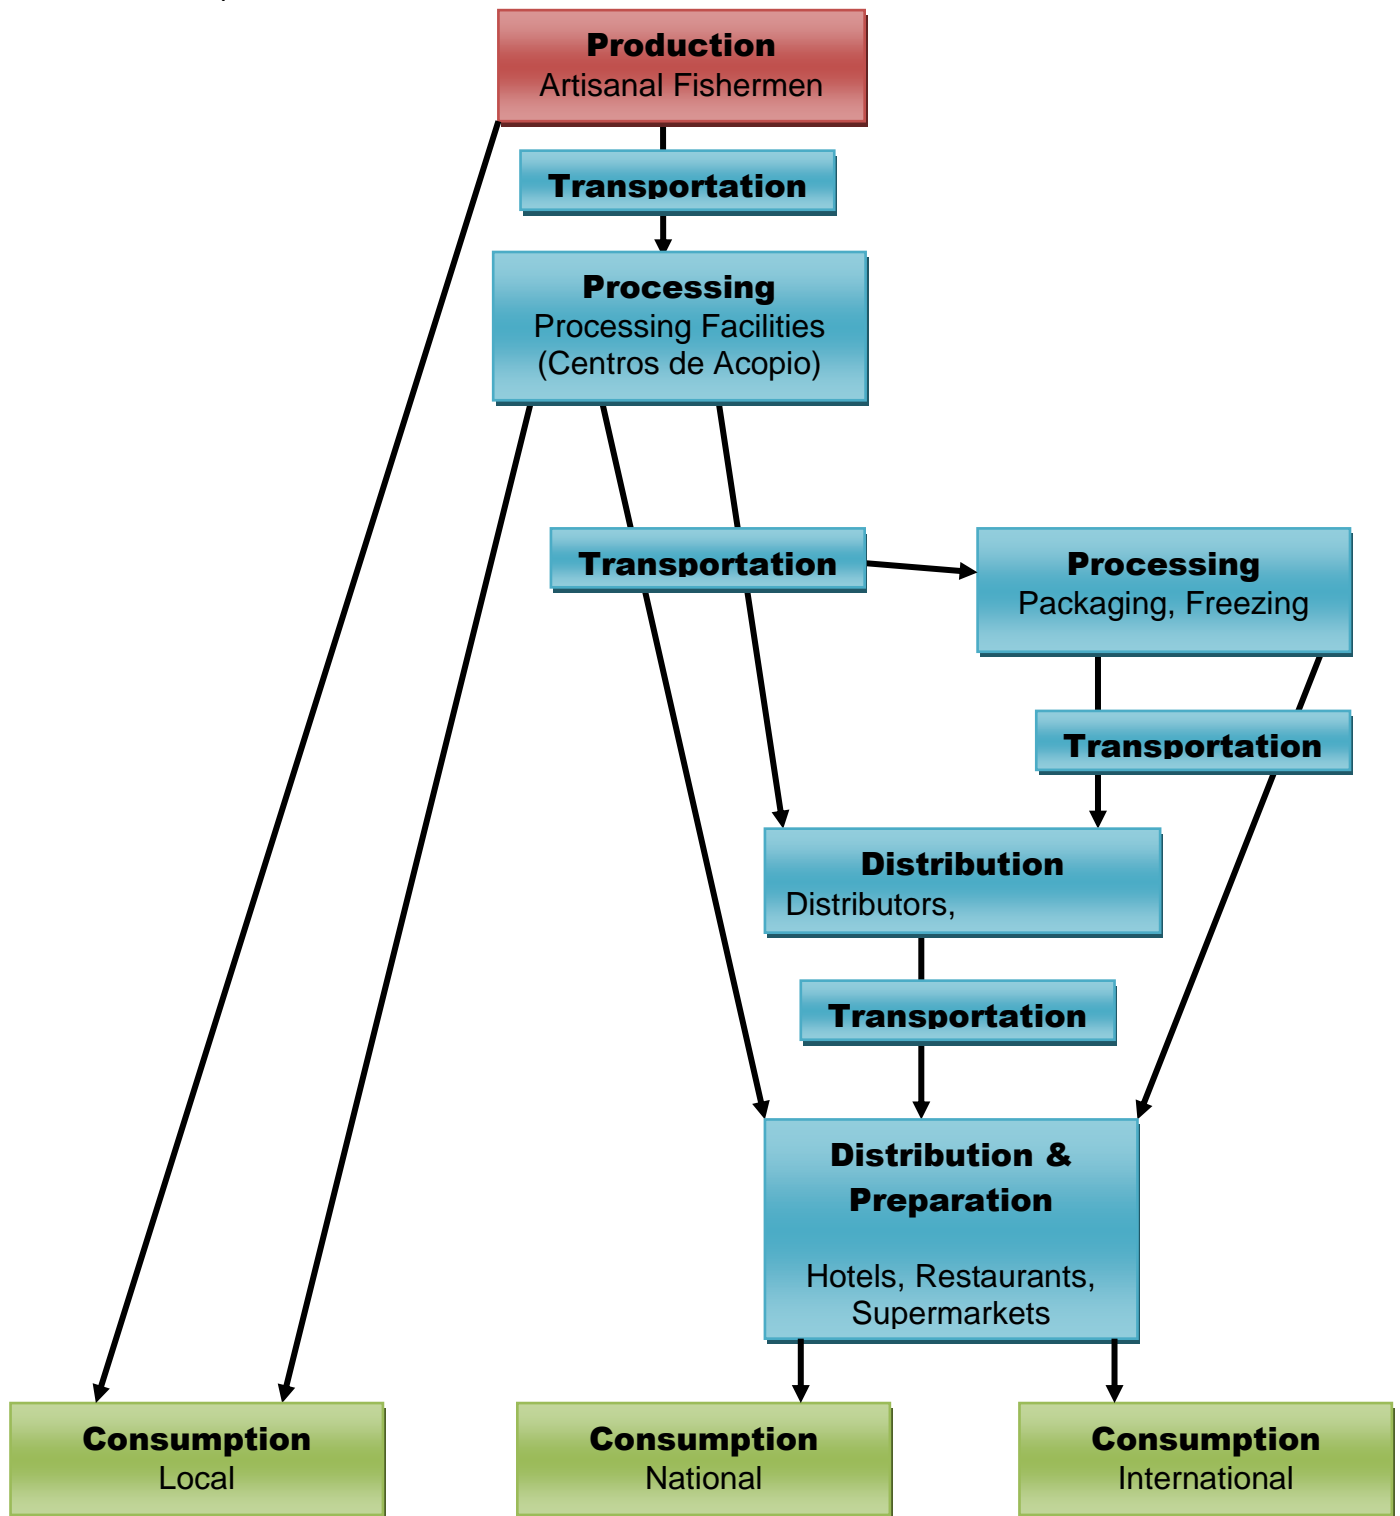 Production
Artisanal Fishermen
Transportation
Processing
Processing Facilities
(Centros de Acopio)
Transportation
Processing
Packaging, Freezing
Transportation
Distribution
Distributors,
Transportation
Distribution &
Preparation
Hotels, Restaurants,
Supermarkets
Consumption
Local
Consumption
National
Consumption
International